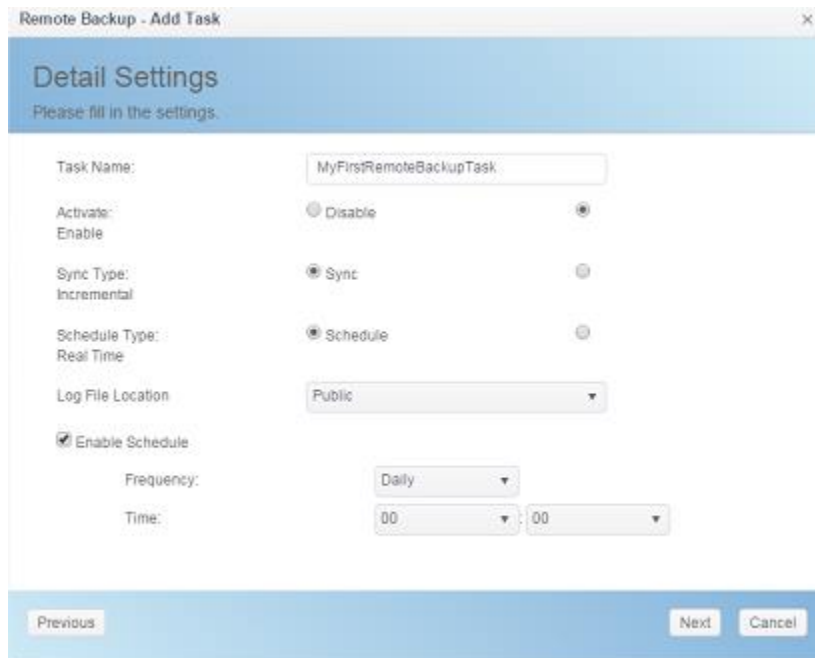 Remote Backup - Add Task
Detail Settings
Please fill in the settings.
Task Name: MyFirstRemoteBackupTask
Activate: Disable
Enable
Sync Type: Sync
Incremental
Schedule Type: Schedule
Real Time
Log File Location Public
Enable Schedule
Frequency: Daily
Time: 00 : 00
Previous Next Cancel